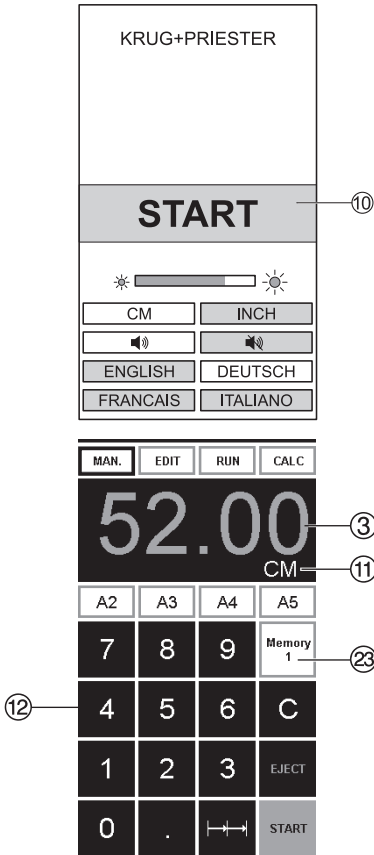 KRUG+PRIESTER
START ⑩
CM INCH
ENGLISH DEUTSCH
FRANCAIS ITALIANO
MAN. EDIT RUN CALC
52.00 ③
CM ⑪
A2 A3 A4 A5
7 8 9 Memory 1 ㉓
⑫ 4 5 6 C
1 2 3 EJECT
0 . START